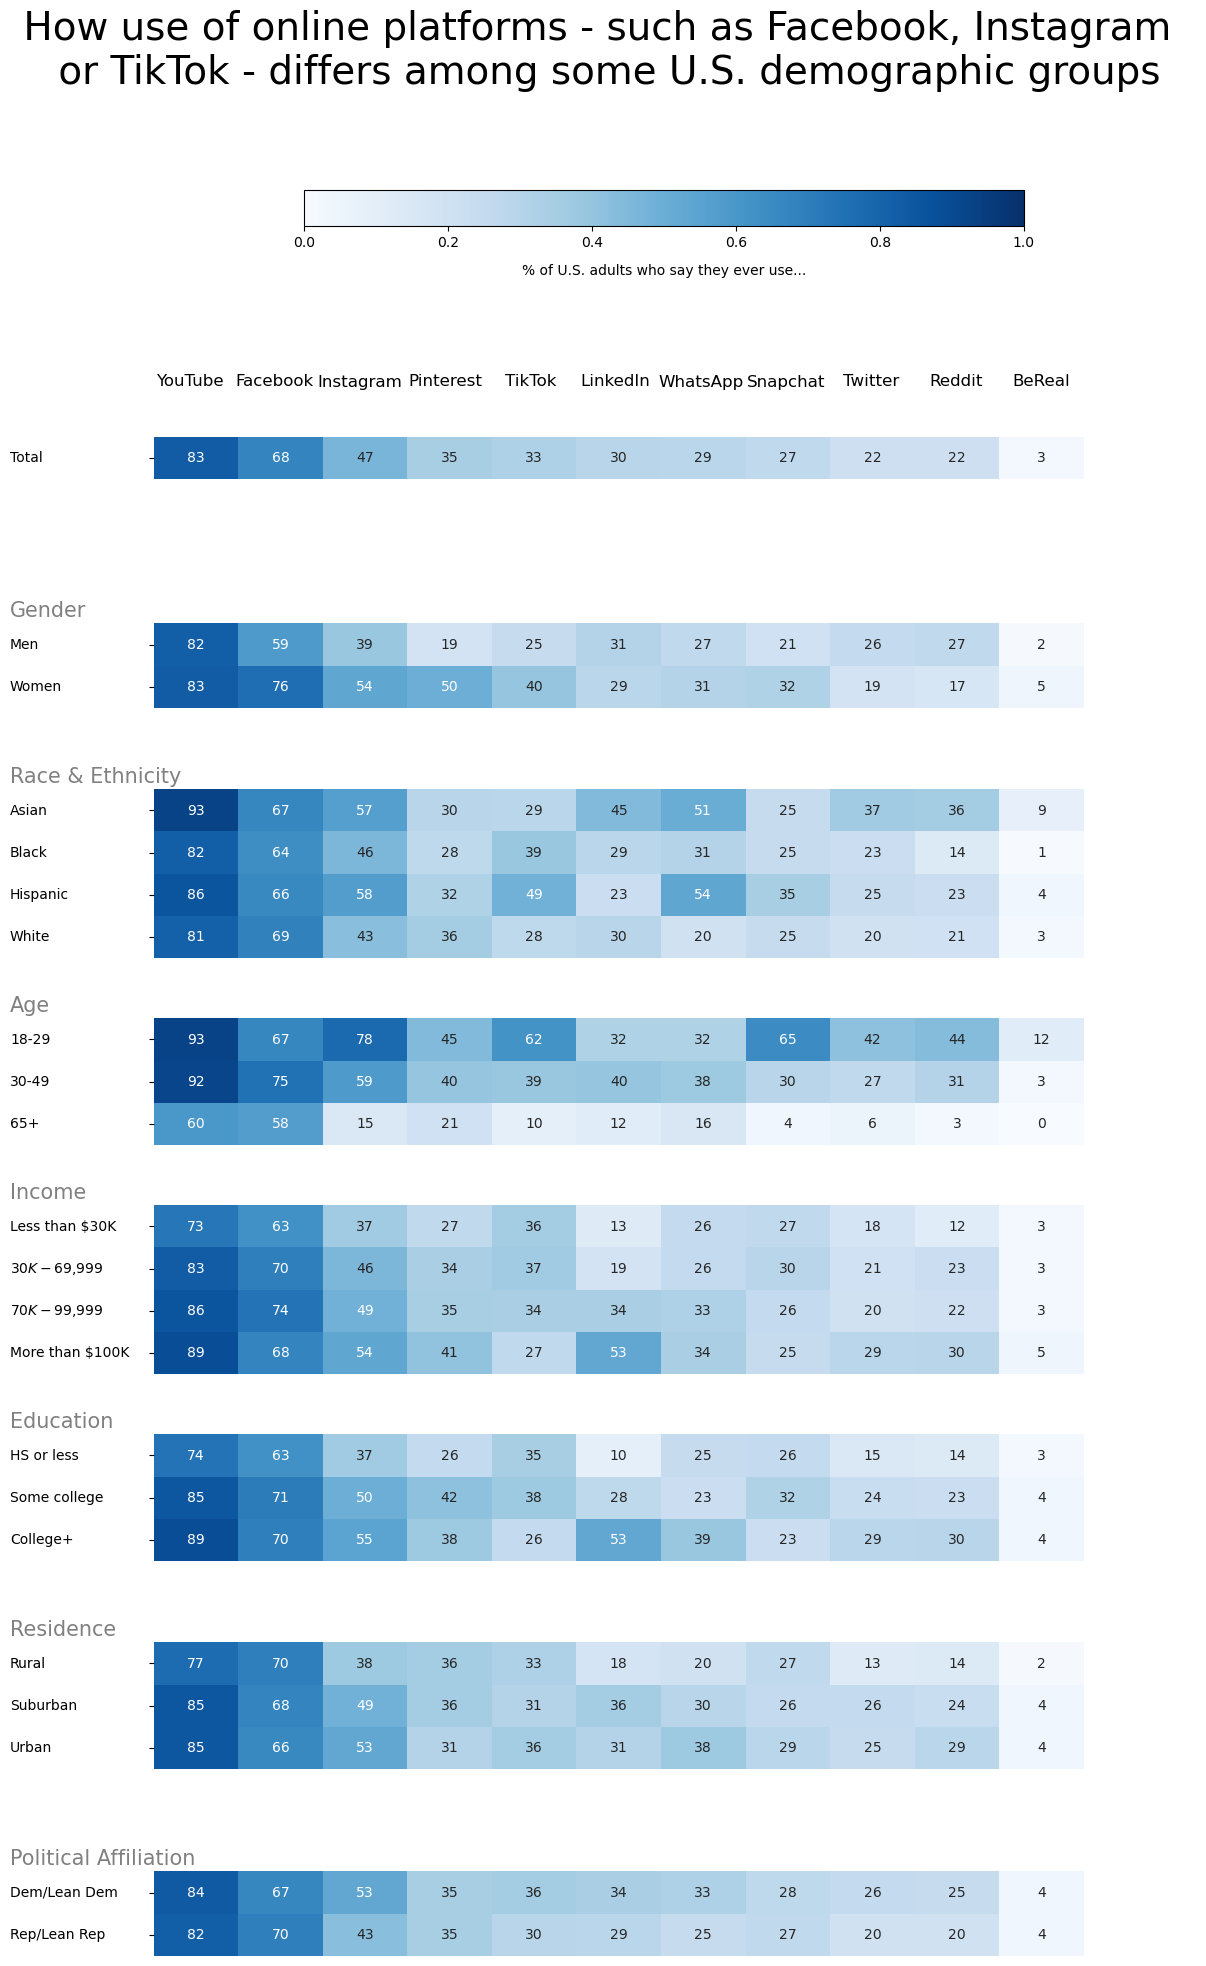 How use of online platforms - such as Facebook, Instagram
or TikTok - differs among some U.S. demographic groups
0.0 0.2 0.4 0.6 0.8 1.0
% of U.S. adults who say they ever use...
YouTube Facebook Instagram Pinterest TikTok LinkedIn WhatsApp Snapchat Twitter Reddit BeReal
Total 83 68 47 35 33 30 29 27 22 22 3
Gender
Men 82 59 39 19 25 31 27 21 26 27 2
Women 83 76 54 50 40 29 31 32 19 17 5
Race & Ethnicity
Asian 93 67 57 30 29 45 51 25 37 36 9
Black 82 64 46 28 39 29 31 25 23 14 1
Hispanic 86 66 58 32 49 23 54 35 25 23 4
White 81 69 43 36 28 30 20 25 20 21 3
Age
18-29 93 67 78 45 62 32 32 65 42 44 12
30-49 92 75 59 40 39 40 38 30 27 31 3
65+ 60 58 15 21 10 12 16 4 6 3 0
Income
Less than $30K 73 63 37 27 36 13 26 27 18 12 3
30K − 69,999 83 70 46 34 37 19 26 30 21 23 3
70K − 99,999 86 74 49 35 34 34 33 26 20 22 3
More than $100K 89 68 54 41 27 53 34 25 29 30 5
Education
HS or less 74 63 37 26 35 10 25 26 15 14 3
Some college 85 71 50 42 38 28 23 32 24 23 4
College+ 89 70 55 38 26 53 39 23 29 30 4
Residence
Rural 77 70 38 36 33 18 20 27 13 14 2
Suburban 85 68 49 36 31 36 30 26 26 24 4
Urban 85 66 53 31 36 31 38 29 25 29 4
Political Affiliation
Dem/Lean Dem 84 67 53 35 36 34 33 28 26 25 4
Rep/Lean Rep 82 70 43 35 30 29 25 27 20 20 4